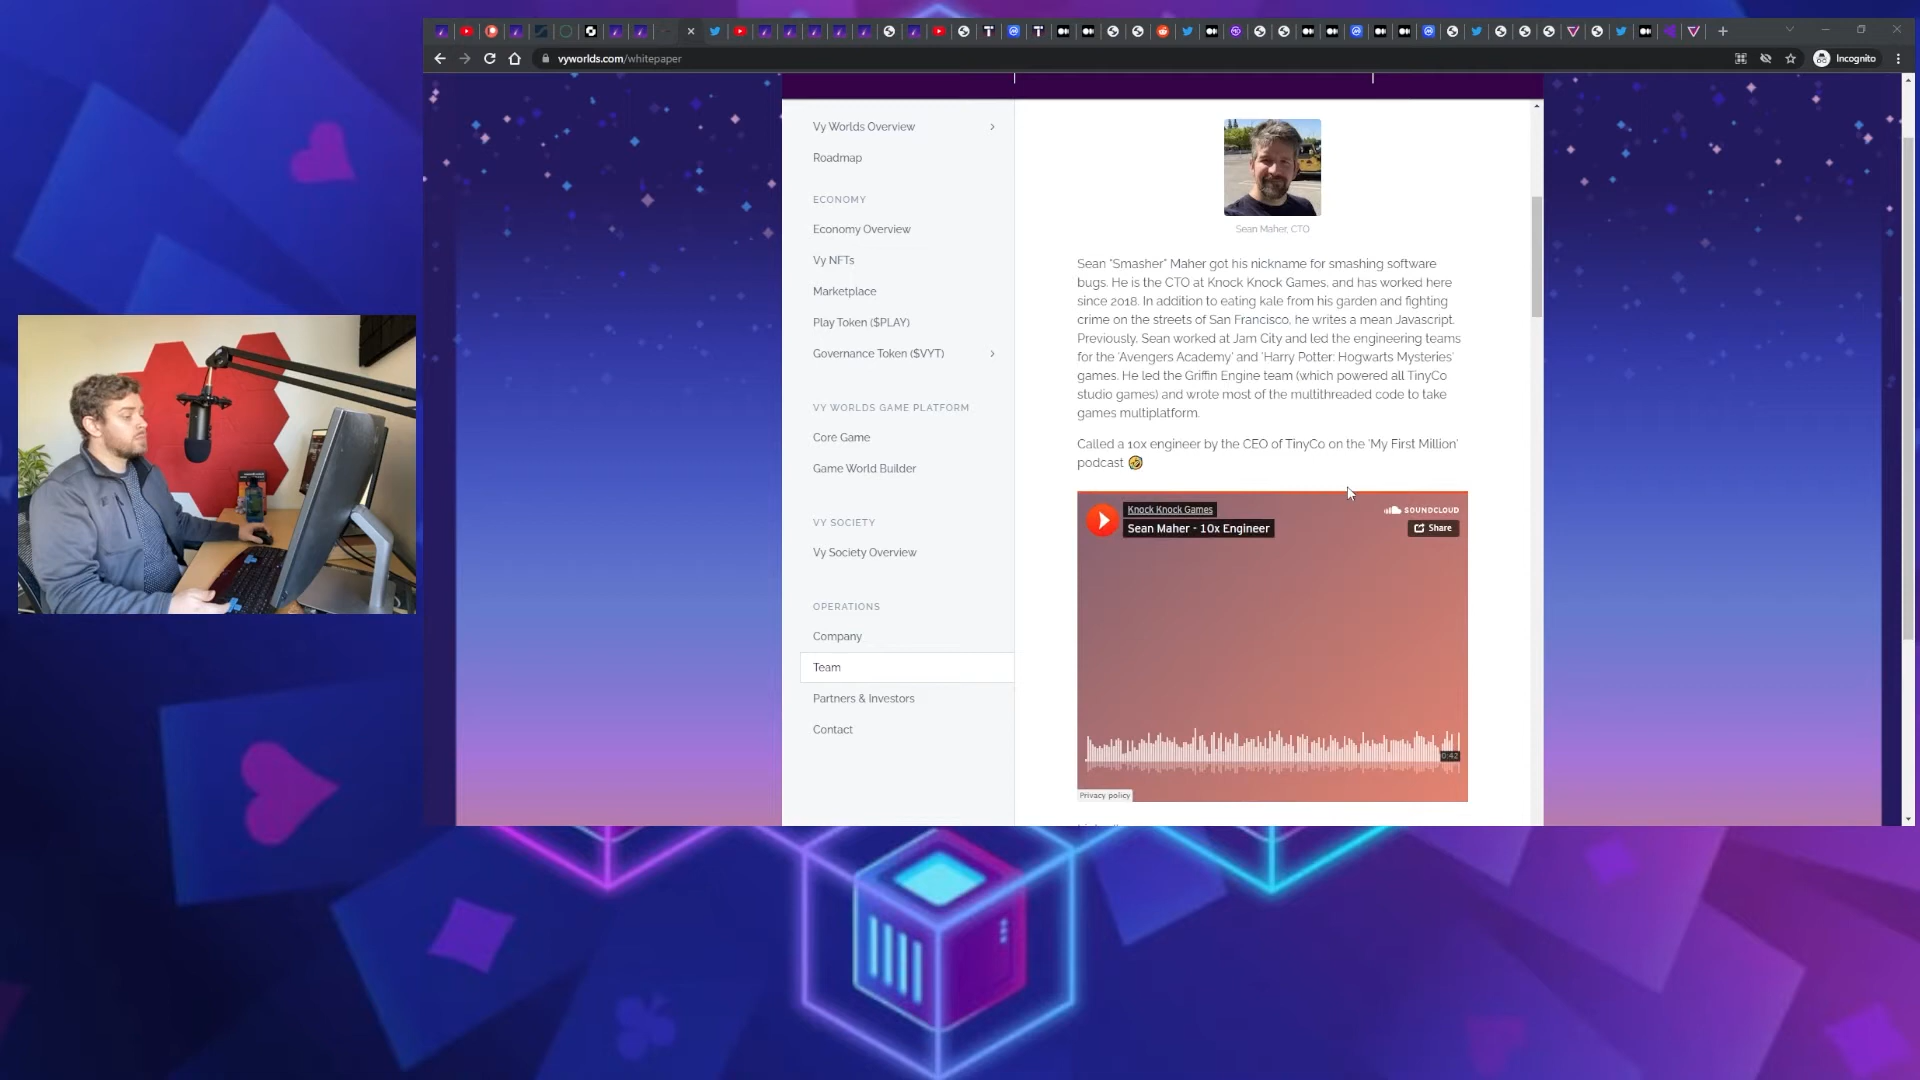 vyworlds.com/whitepaper
Incognito
Vy Worlds Overview
Roadmap
ECONOMY
Economy Overview
Vy NFTs
Marketplace
Play Token ($PLAY)
Governance Token ($VYT)
VY WORLDS GAME PLATFORM
Core Game
Game World Builder
VY SOCIETY
Vy Society Overview
OPERATIONS
Company
Team
Partners & Investors
Contact
Sean Maher, CTO
Sean "Smasher" Maher got his nickname for smashing software
bugs. He is the CTO at Knock Knock Games, and has worked here
since 2018. In addition to eating kale from his garden and fighting
crime on the streets of San Francisco, he writes a mean Javascript.
Previously, Sean worked at Jam City and led the engineering teams
for the 'Avengers Academy' and 'Harry Potter: Hogwarts Mysteries'
games. He led the Griffin Engine team (which powered all TinyCo
studio games) and wrote most of the multithreaded code to take
games multiplatform.
Called a 10x engineer by the CEO of TinyCo on the 'My First Million'
podcast 🤣
Knock Knock Games
Sean Maher - 10x Engineer
SOUNDCLOUD
Share
0:42
Privacy policy